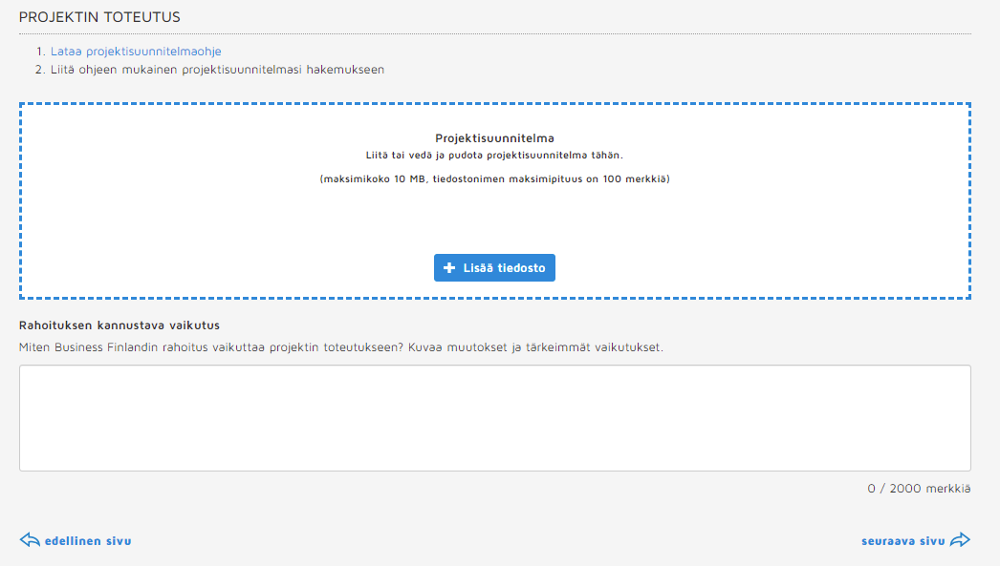 PROJEKTIN TOTEUTUS
1. Lataa projektisuunnitelmaohje
2. Liitä ohjeen mukainen projektisuunnitelmasi hakemukseen
Projektisuunnitelma
Liitä tai vedä ja pudota projektisuunnitelma tähän.
(maksimikoko 10 MB, tiedostonimen maksimipituus on 100 merkkiä)
Lisää tiedosto
Rahoituksen kannustava vaikutus
Miten Business Finlandin rahoitus vaikuttaa projektin toteutukseen? Kuvaa muutokset ja tärkeimmät vaikutukset.
0 / 2000 merkkiä
edellinen sivu
seuraava sivu